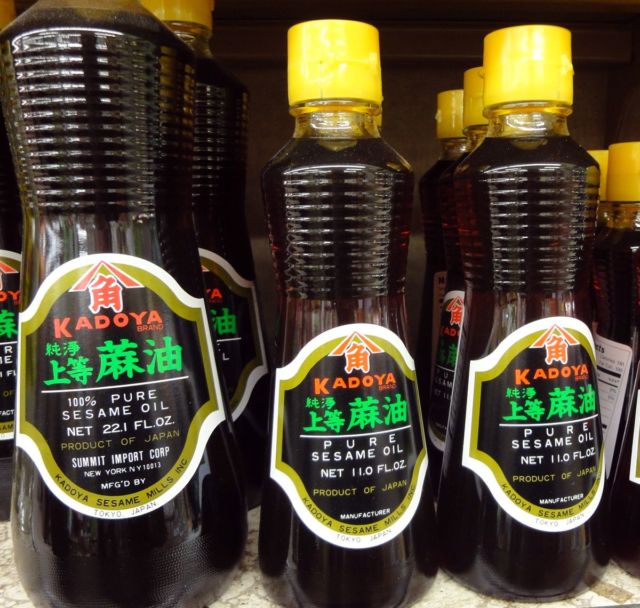 角
KADOYA
BRAND
純淨
上等蔴油
100% PURE
SESAME OIL
NET 22.1 FL.OZ.
PRODUCT OF JAPAN
SUMMIT IMPORT CORP
NEW YORK NY 10013
MFG'D BY
KADOYA SESAME MILLS INC
TOKYO, JAPAN
角
KADOYA
BRAND
純淨
上等蔴油
PURE
SESAME OIL
NET 11.0 FL.OZ.
PRODUCT OF JAPAN
MANUFACTURER
KADOYA SESAME MILLS INC
TOKYO JAPAN
角
KADOYA
BRAND
純淨
上等蔴油
PURE
SESAME OIL
NET 11.0 FL.OZ.
PRODUCT OF JAPAN
MANUFACTURER
KADOYA SESAME MILLS INC
TOKYO, JAPAN